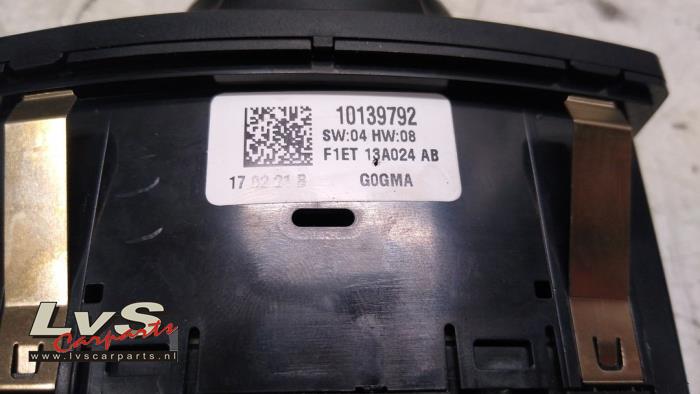 10139792
SW:04 HW:08
F1ET 13A024 AB
17 02 21 B
G0GMA
LvS
Carparts
www.lvscarparts.nl